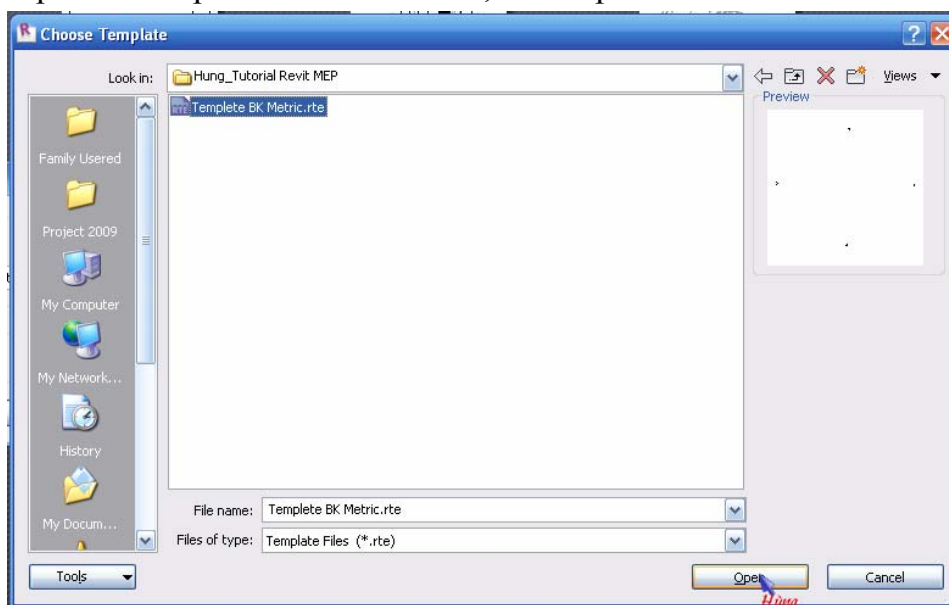 Choose Template
Look in:
Hung_Tutorial Revit MEP
Views
Templete BK Metric.rte
Preview
Family Usered
Project 2009
My Computer
My Network...
History
My Docum...
File name:
Templete BK Metric.rte
Files of type:
Template Files (*.rte)
Tools
Open
Cancel
Hùng